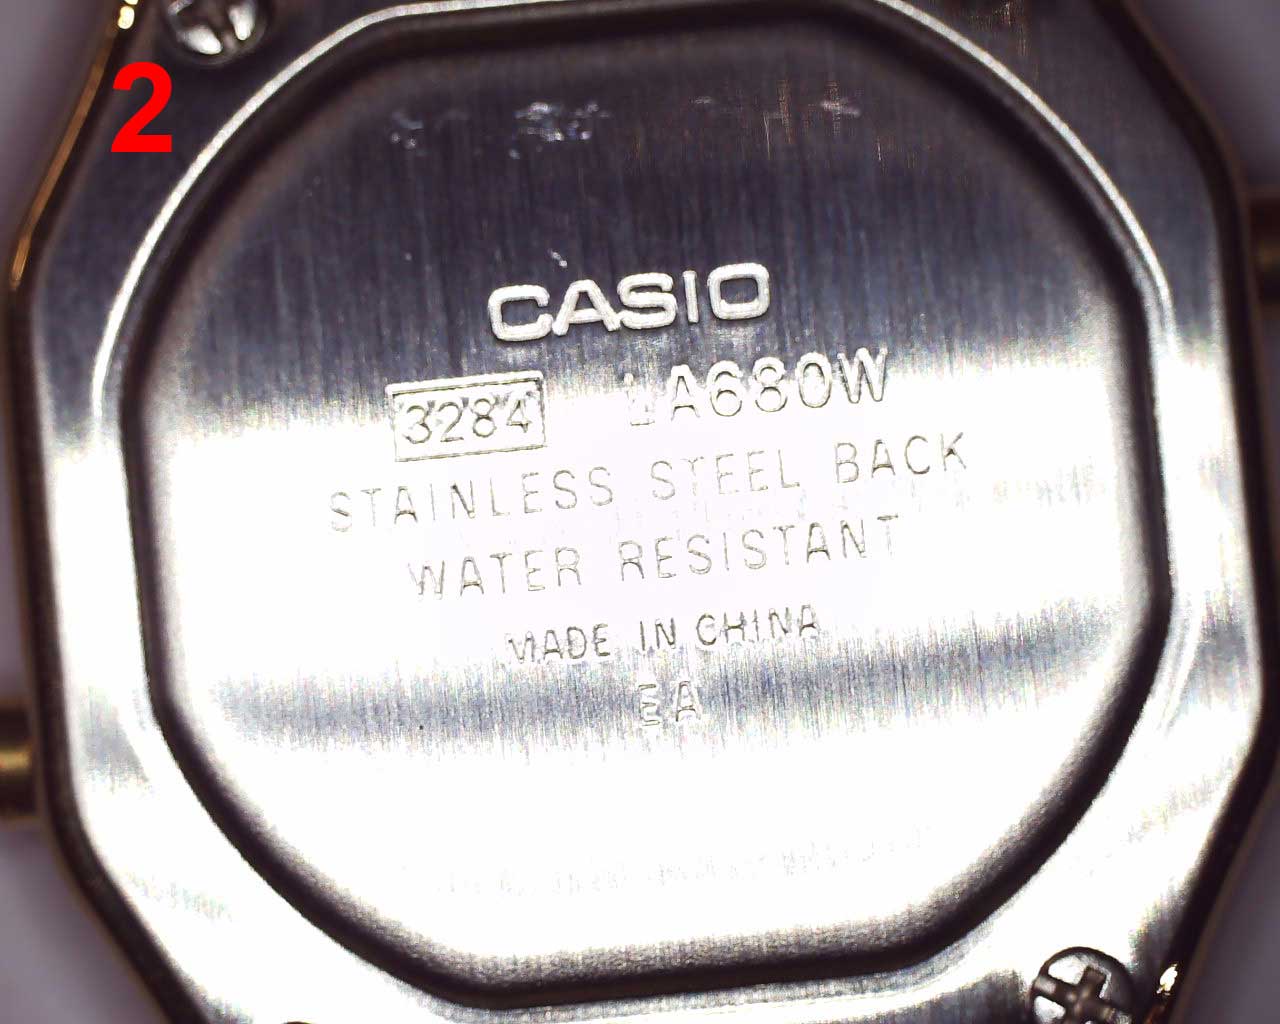 2
CASIO
3284 LA680W
STAINLESS STEEL BACK
WATER RESISTANT
MADE IN CHINA
EA